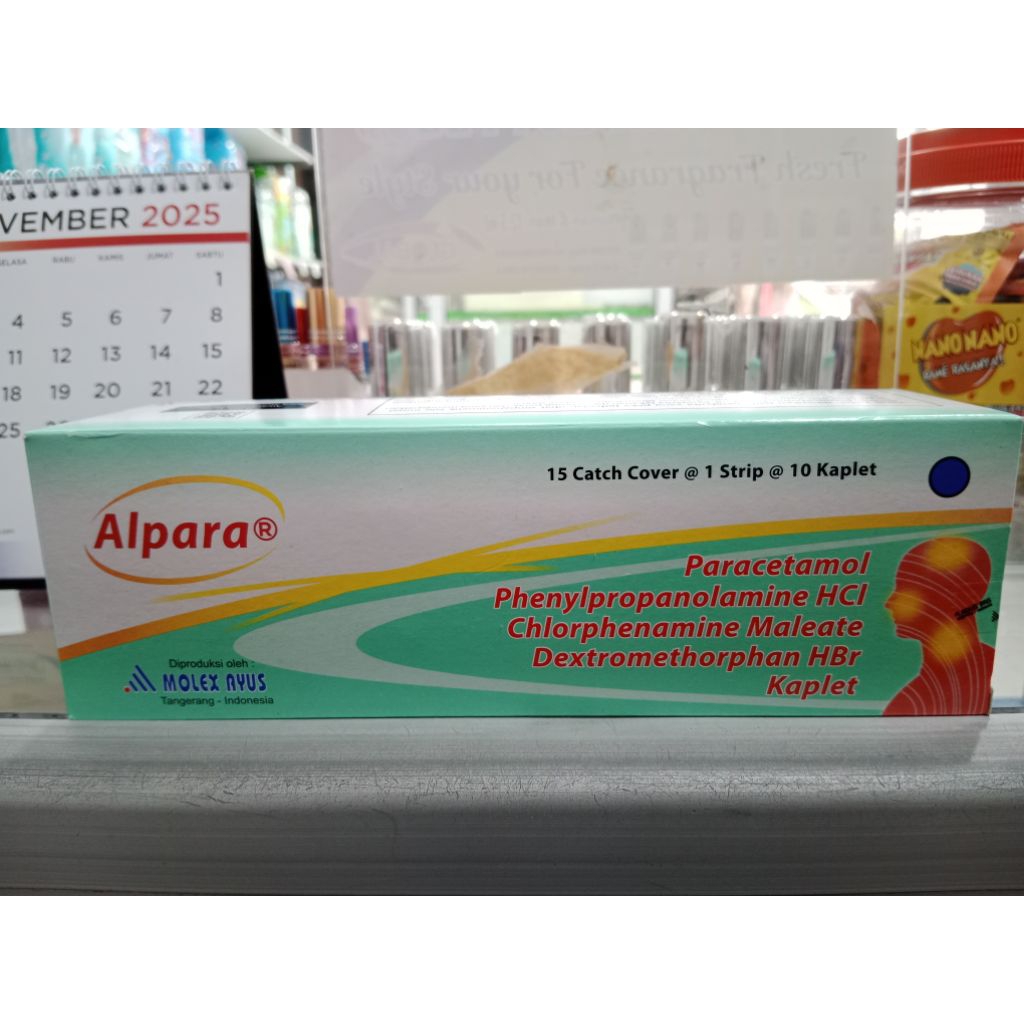 VEMBER 2025
SELASA RABU KAMIS JUMAT SABTU
1
4 5 6 7 8
11 12 13 14 15
18 19 20 21 22
25
Fresh Fragrance For your Style
NANO NANO
RAME RASANYA!
15 Catch Cover @ 1 Strip @ 10 Kaplet
Alpara®
Paracetamol
Phenylpropanolamine HCl
Chlorphenamine Maleate
Dextromethorphan HBr
Kaplet
Diproduksi oleh :
MOLEX AYUS
Tangerang - Indonesia